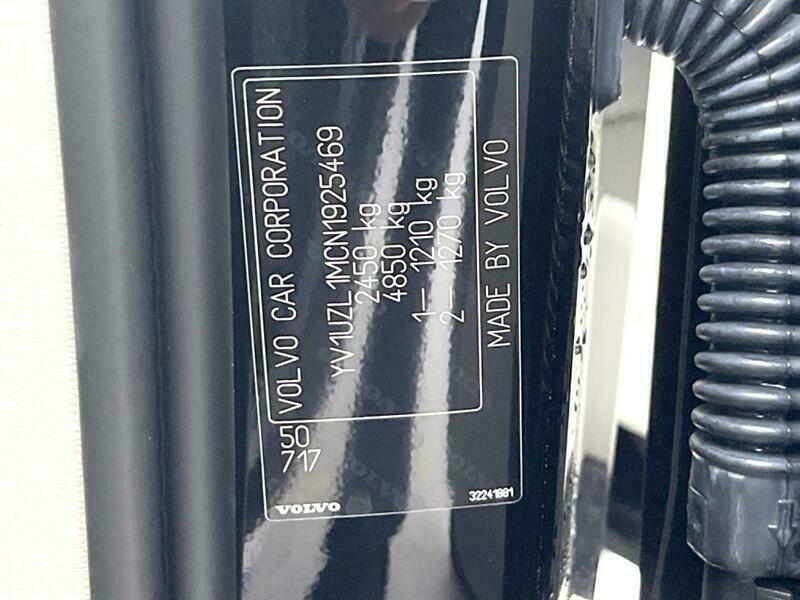 VOLVO CAR CORPORATION
YV1UZL1MCN1925469
2450 kg
4850 kg
1– 1210 kg
2– 1270 kg
MADE BY VOLVO
50
717
VOLVO
32241881